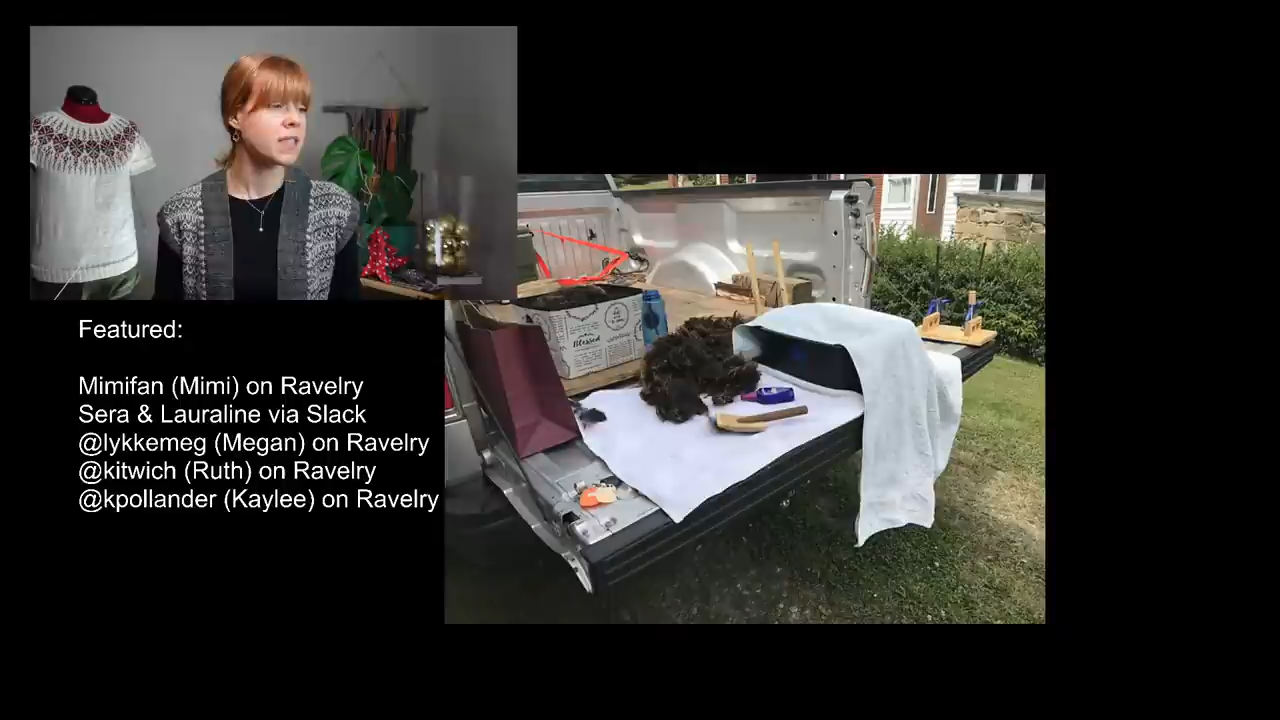 Featured:
Mimifan (Mimi) on Ravelry
Sera & Lauraline via Slack
@lykkemeg (Megan) on Ravelry
@kitwich (Ruth) on Ravelry
@kpollander (Kaylee) on Ravelry
Blessed